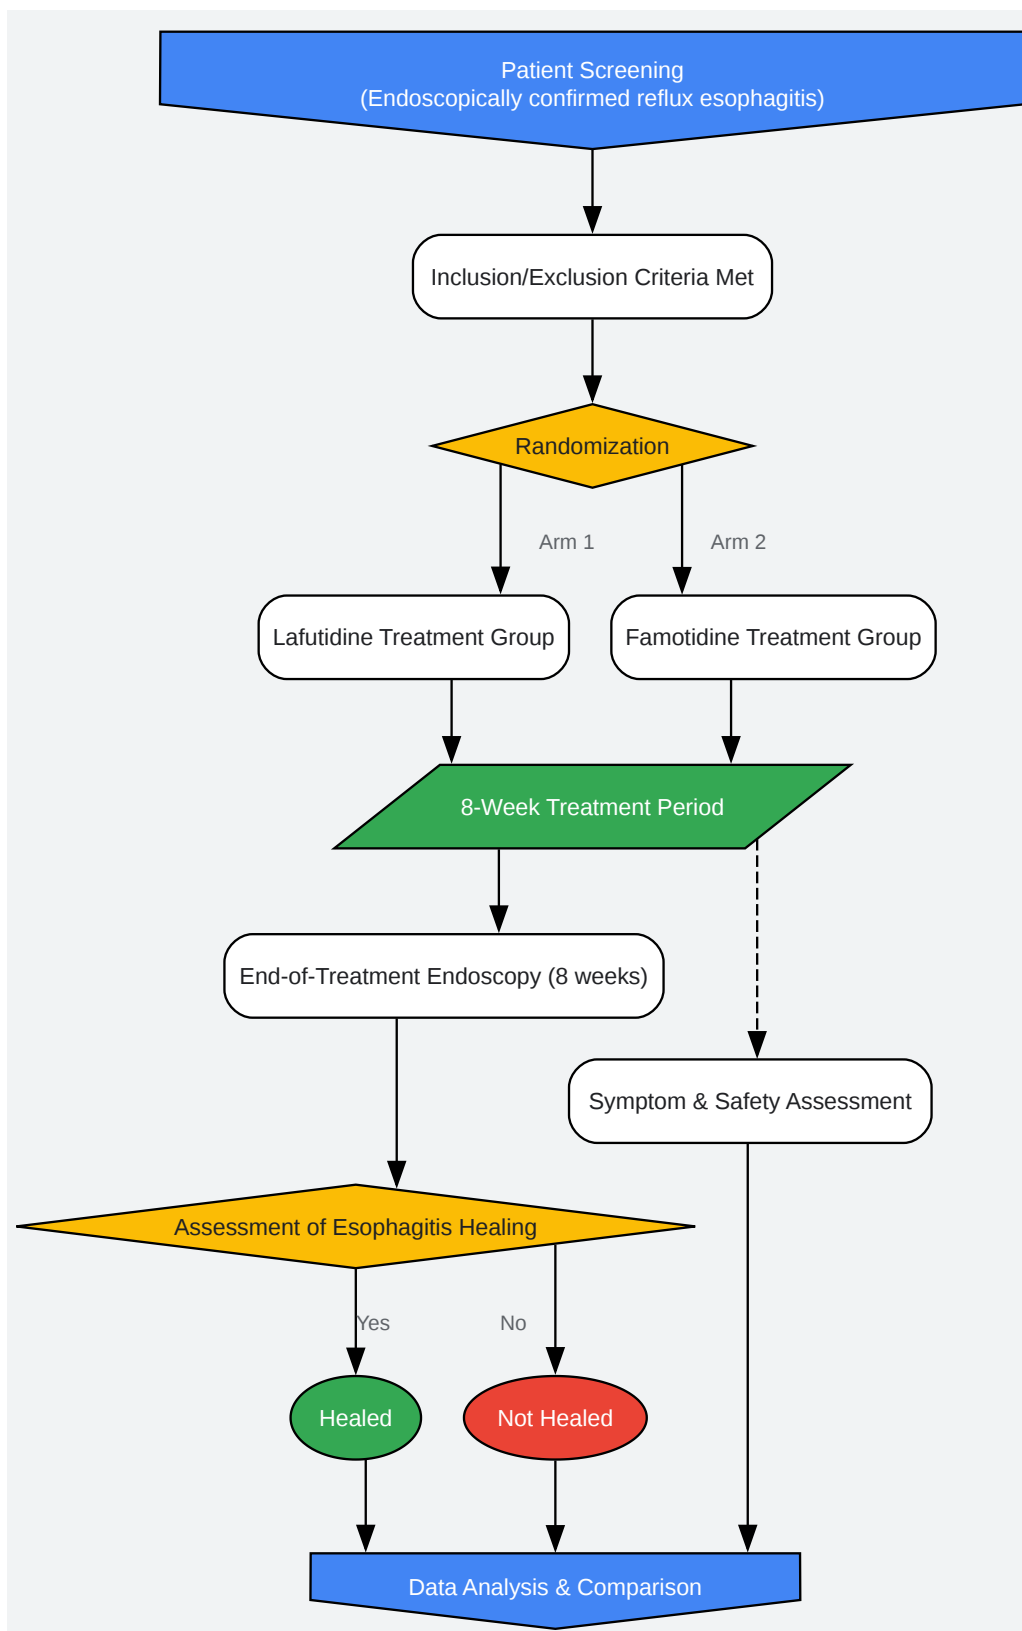 Patient Screening
(Endoscopically confirmed reflux esophagitis)
Inclusion/Exclusion Criteria Met
Randomization
Arm 1
Arm 2
Lafutidine Treatment Group
Famotidine Treatment Group
8-Week Treatment Period
End-of-Treatment Endoscopy (8 weeks)
Symptom & Safety Assessment
Assessment of Esophagitis Healing
Yes
No
Healed
Not Healed
Data Analysis & Comparison